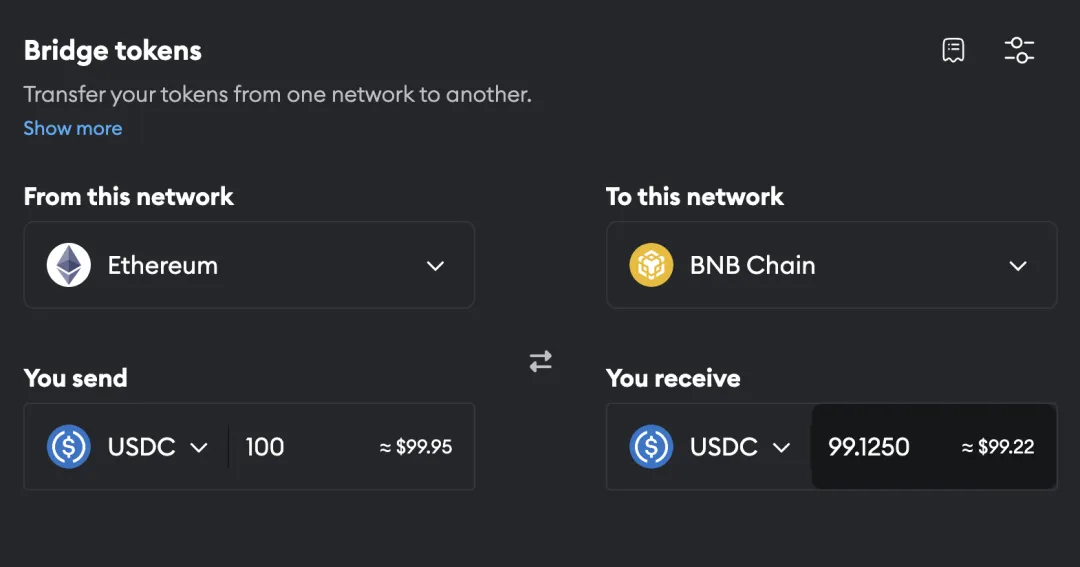 Bridge tokens
Transfer your tokens from one network to another.
Show more
From this network
To this network
Ethereum
BNB Chain
You send
You receive
USDC 100 ≈ $99.95
USDC 99.1250 ≈ $99.22